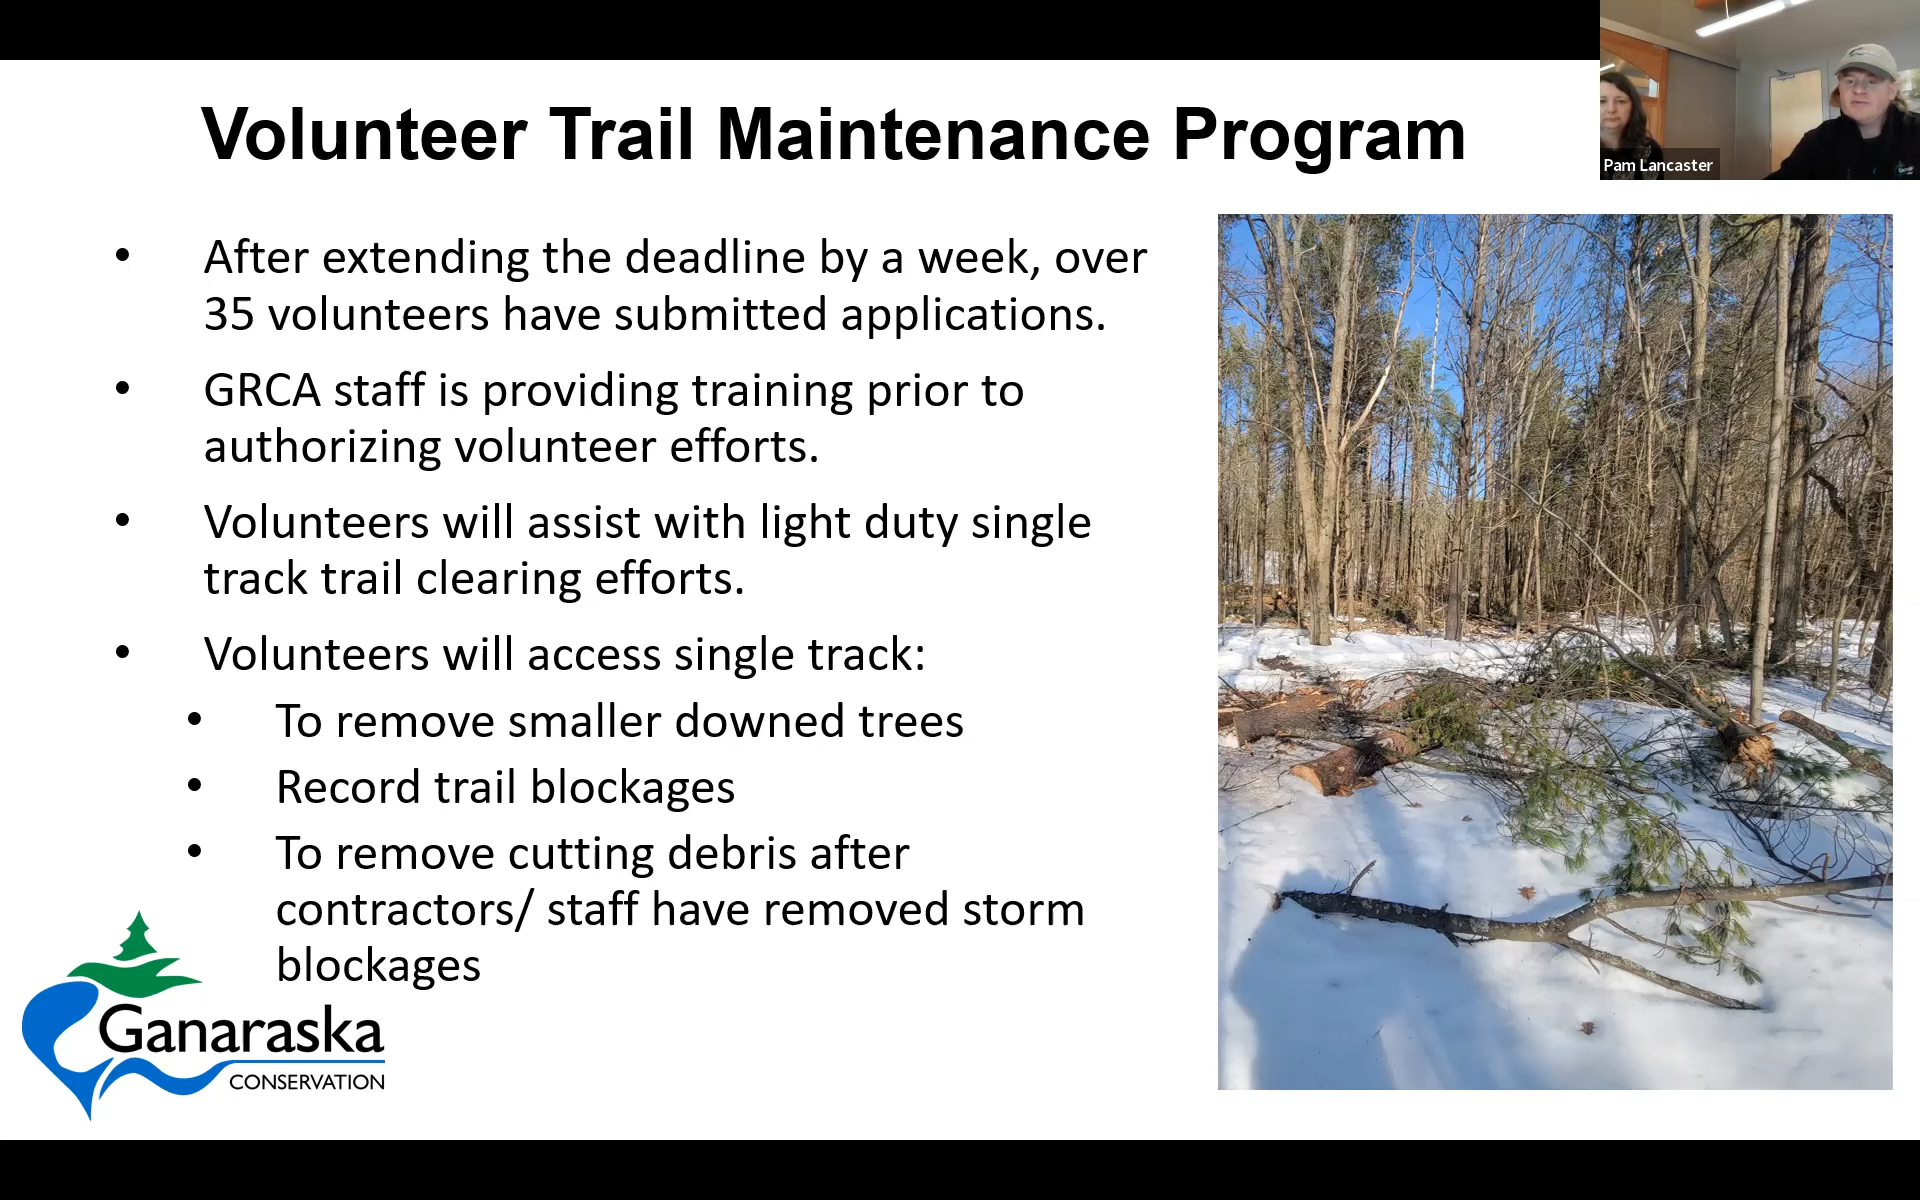 Volunteer Trail Maintenance Program
Pam Lancaster
• After extending the deadline by a week, over
35 volunteers have submitted applications.
• GRCA staff is providing training prior to
authorizing volunteer efforts.
• Volunteers will assist with light duty single
track trail clearing efforts.
• Volunteers will access single track:
• To remove smaller downed trees
• Record trail blockages
• To remove cutting debris after
contractors/ staff have removed storm
blockages
Ganaraska
CONSERVATION